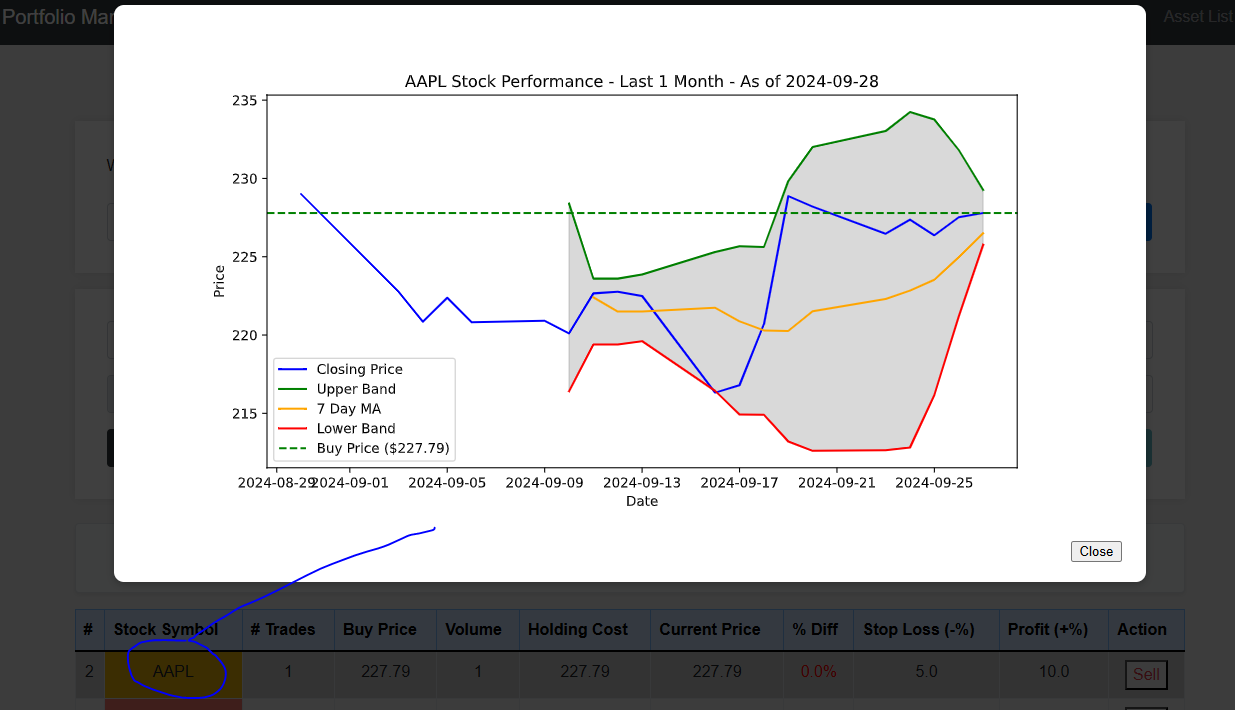 Portfolio Mar
Asset List
W
AAPL Stock Performance - Last 1 Month - As of 2024-09-28
235
230
225
220
215
Price
Closing Price
Upper Band
7 Day MA
Lower Band
Buy Price ($227.79)
2024-08-29 2024-09-01 2024-09-05 2024-09-09 2024-09-13 2024-09-17 2024-09-21 2024-09-25
Date
Close
# Stock Symbol # Trades Buy Price Volume Holding Cost Current Price % Diff Stop Loss (-%) Profit (+%) Action
2 AAPL 1 227.79 1 227.79 227.79 0.0% 5.0 10.0 Sell